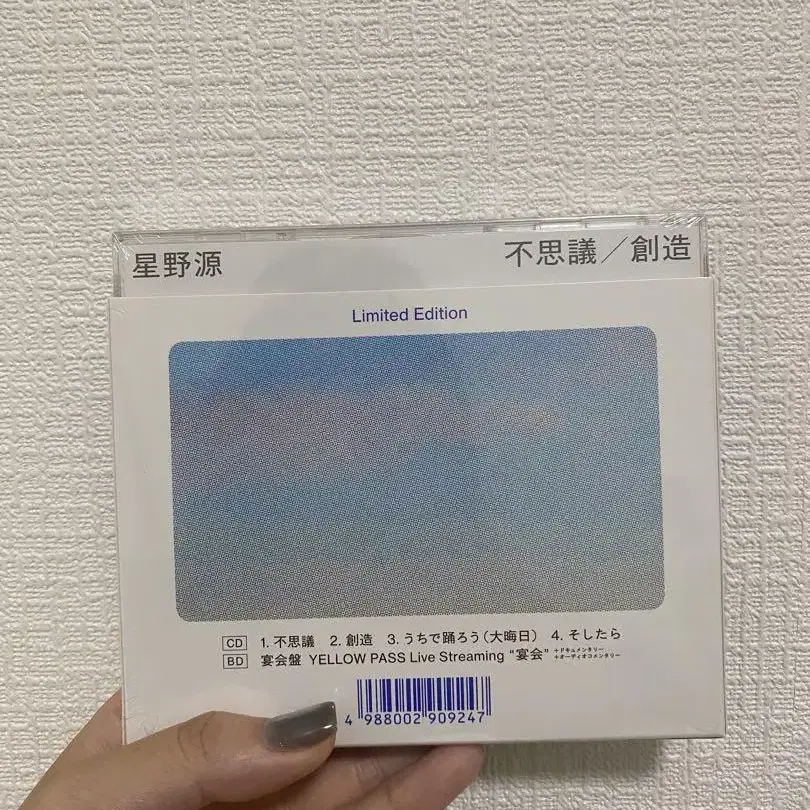 星野源
不思議／創造
Limited Edition
CD 1. 不思議 2. 創造 3. うちで踊ろう（大晦日） 4. そしたら
BD 宴会盤 YELLOW PASS Live Streaming “宴会” +ドキュメンタリー
+オーディオコメンタリー
4 988002 909247